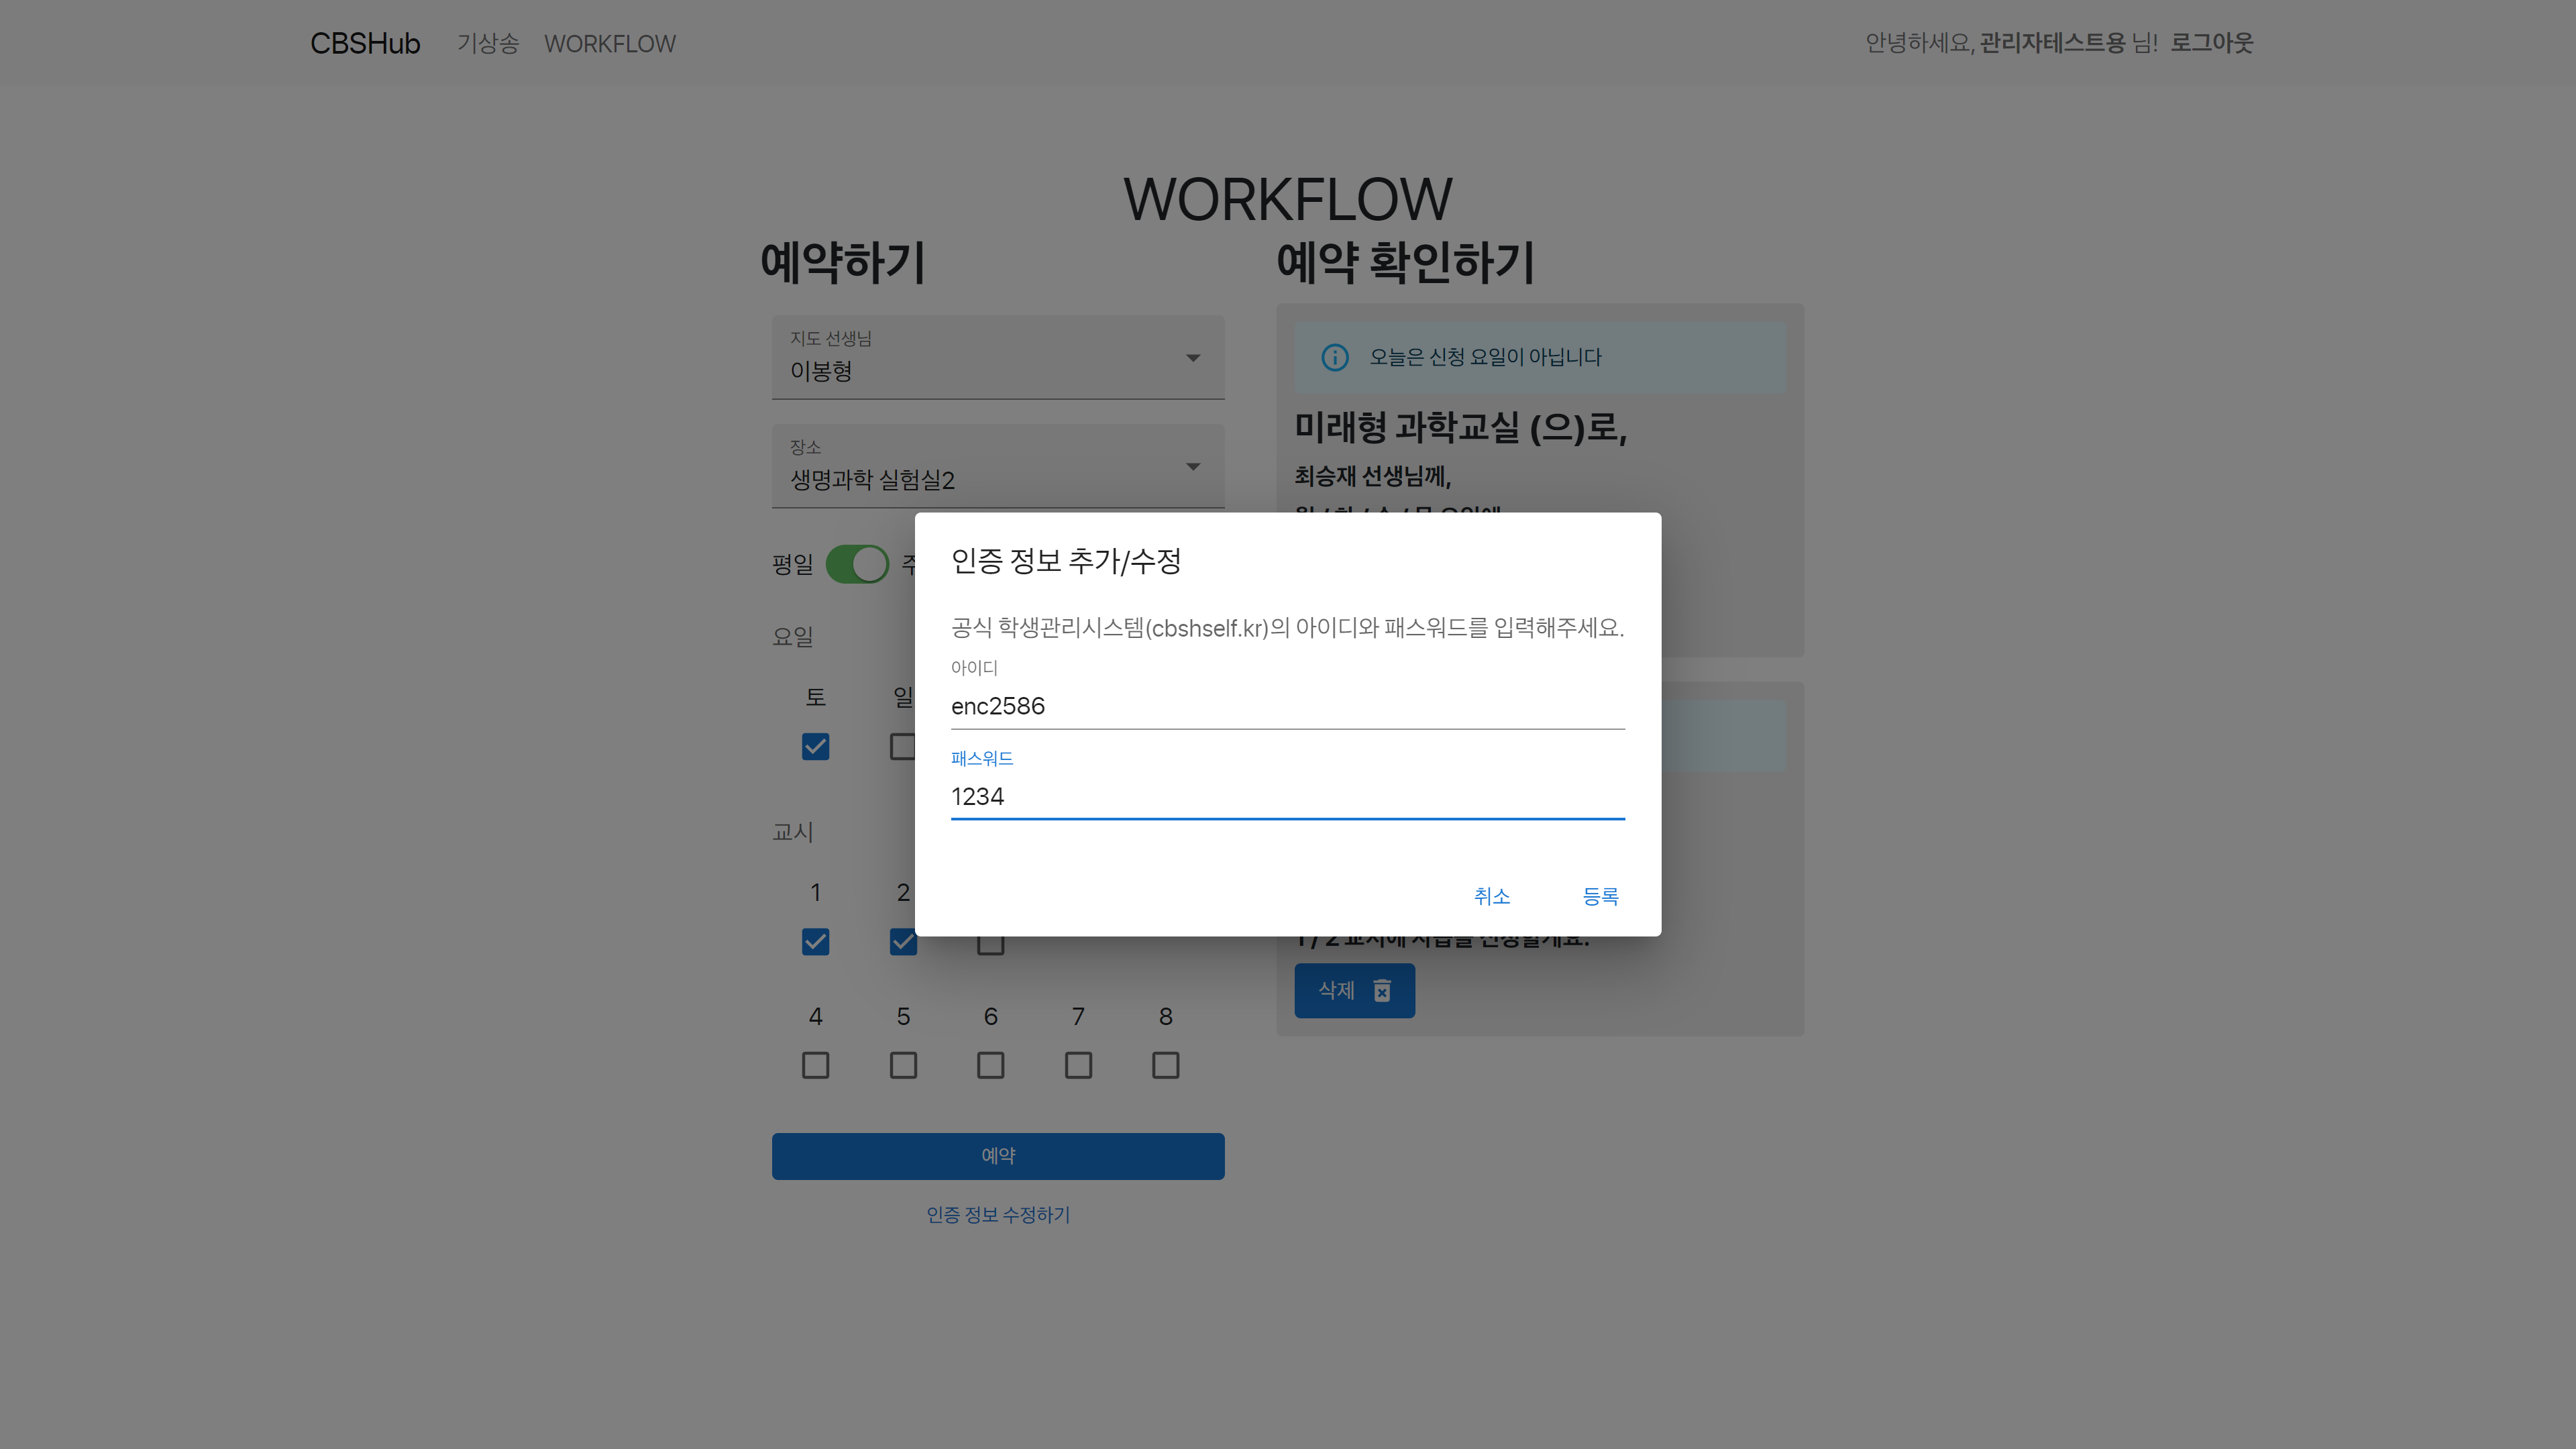 CBSHub 기상송 WORKFLOW 안녕하세요, 관리자테스트용 님! 로그아웃
WORKFLOW
예약하기
지도 선생님
이봉형
장소
생명과학 실험실2
평일
요일
토 일
교시
1 2
4 5 6 7 8
예약
인증 정보 수정하기
예약 확인하기
오늘은 신청 요일이 아닙니다
미래형 과학교실 (으)로,
최승재 선생님께,
삭제
인증 정보 추가/수정
공식 학생관리시스템(cbshself.kr)의 아이디와 패스워드를 입력해주세요.
아이디
enc2586
패스워드
1234
취소 등록